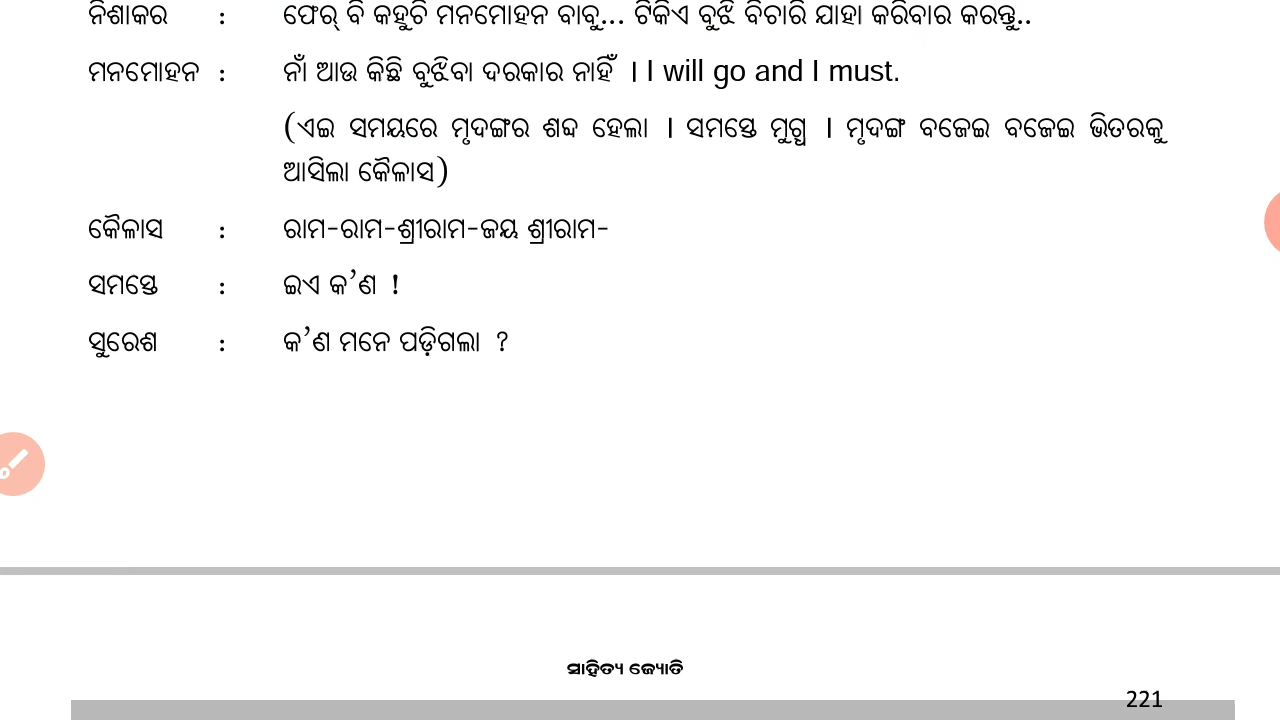 ନିଶାକର : ଫେର୍ ବି କହୁଚି ମନମୋହନ ବାବୁ... ଟିକିଏ ବୁଝି ବିଚାରି ଯାହା କରିବାର କରନ୍ତୁ..
ମନମୋହନ : ନାଁ ଆଉ କିଛି ବୁଝିବା ଦରକାର ନାହିଁ । I will go and I must.
(ଏଇ ସମୟରେ ମୃଦଙ୍ଗର ଶବ୍ଦ ହେଲା । ସମସ୍ତେ ମୁଗ୍ଧ । ମୃଦଙ୍ଗ ବଜେଇ ବଜେଇ ଭିତରକୁ
ଆସିଲା କୈଳାସ)
କୈଳାସ : ରାମ-ରାମ-ଶ୍ରୀରାମ-ଜୟ ଶ୍ରୀରାମ-
ସମସ୍ତେ : ଇଏ କ’ଣ !
ସୁରେଶ : କ’ଣ ମନେ ପଡ଼ିଗଲା ?
ସାହିତ୍ୟ ଜ୍ୟୋତି
221